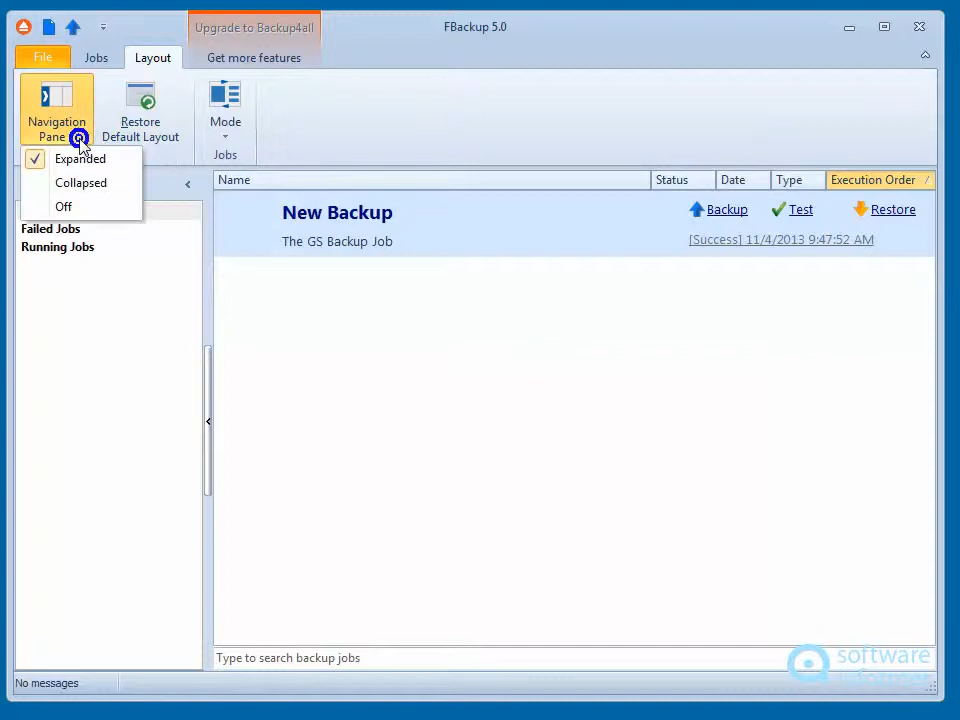 Upgrade to Backup4all
FBackup 5.0
File
Jobs
Layout
Get more features
Navigation
Pane
Restore
Default Layout
Mode
Jobs
Expanded
Collapsed
Off
Failed Jobs
Running Jobs
Name
Status
Date
Type
Execution Order
New Backup
Backup
Test
Restore
The GS Backup Job
[Success] 11/4/2013 9:47:52 AM
Type to search backup jobs
software
No messages